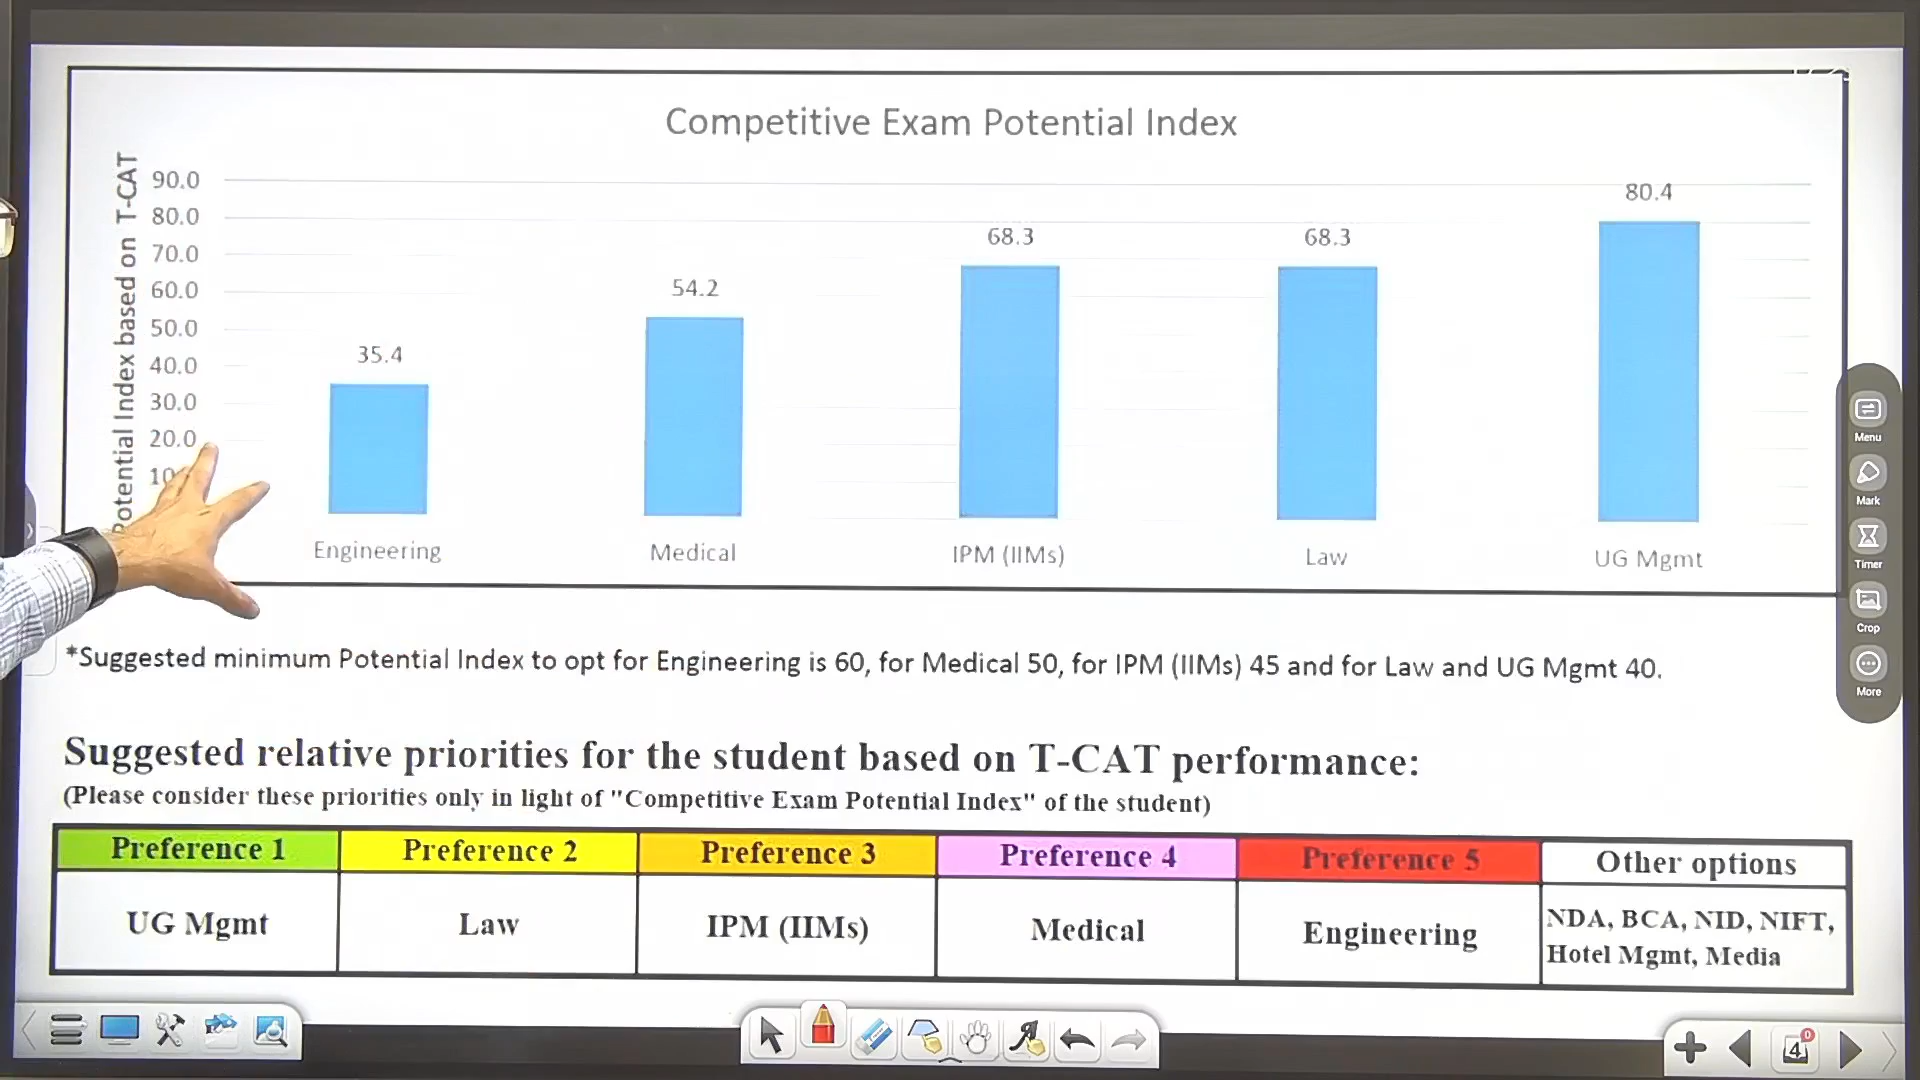 Competitive Exam Potential Index
Potential Index based on T-CAT
90.0
80.0
70.0
60.0
50.0
40.0
30.0
20.0
80.4
68.3
68.3
54.2
35.4
Engineering
Medical
IPM (IIMs)
Law
UG Mgmt
*Suggested minimum Potential Index to opt for Engineering is 60, for Medical 50, for IPM (IIMs) 45 and for Law and UG Mgmt 40.
Suggested relative priorities for the student based on T-CAT performance:
(Please consider these priorities only in light of "Competitive Exam Potential Index" of the student)
Preference 1 Preference 2 Preference 3 Preference 4 Preference 5 Other options
UG Mgmt Law IPM (IIMs) Medical Engineering NDA, BCA, NID, NIFT,
Hotel Mgmt, Media
Menu
Mark
Timer
Crop
More
4
0